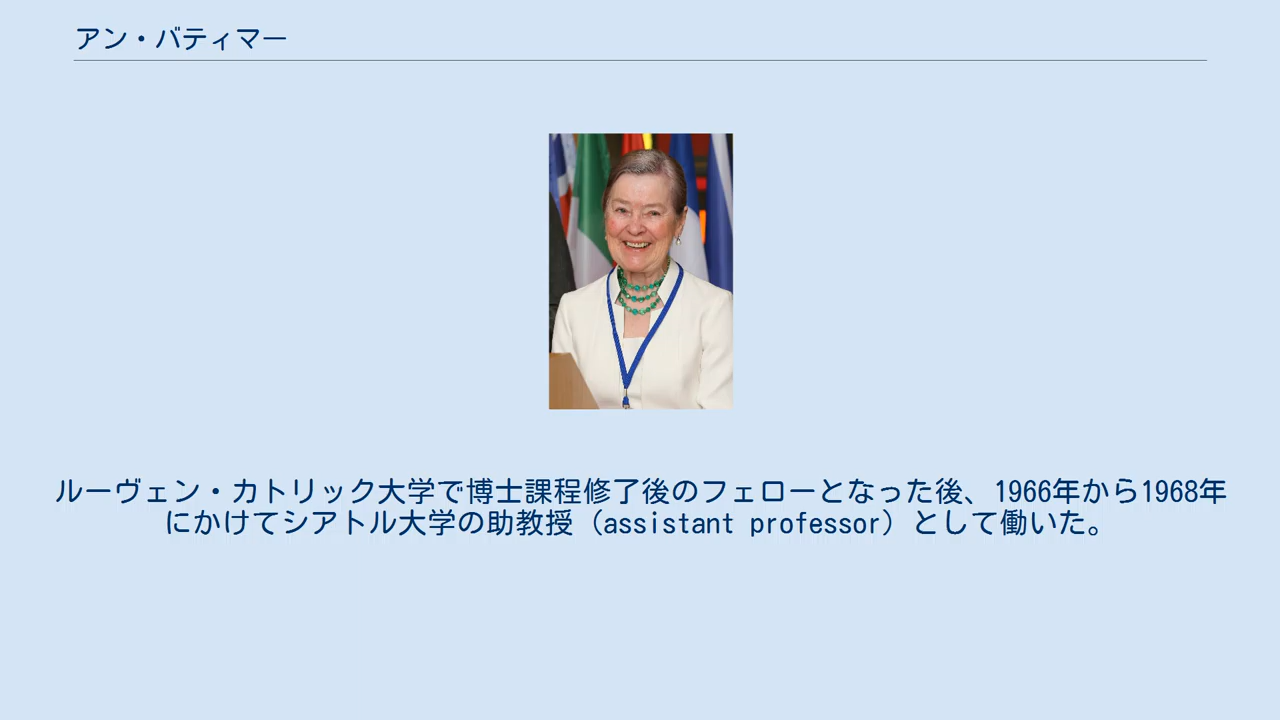 アン・バティマー
ルーヴェン・カトリック大学で博士課程修了後のフェローとなった後、1966年から1968年
にかけてシアトル大学の助教授（assistant professor）として働いた。